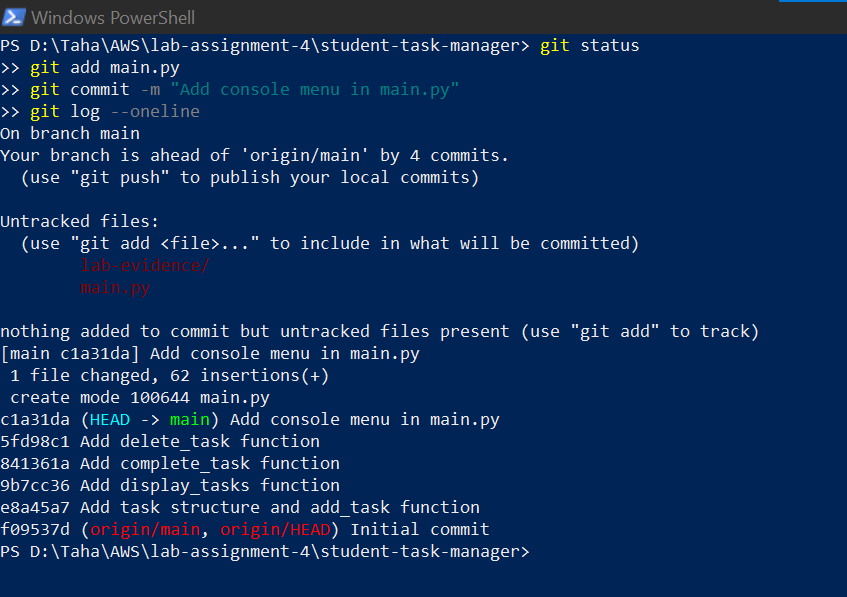 Windows PowerShell
PS D:\Taha\AWS\lab-assignment-4\student-task-manager> git status
>> git add main.py
>> git commit -m "Add console menu in main.py"
>> git log --oneline
On branch main
Your branch is ahead of 'origin/main' by 4 commits.
  (use "git push" to publish your local commits)

Untracked files:
  (use "git add <file>..." to include in what will be committed)
        lab-evidence/
        main.py

nothing added to commit but untracked files present (use "git add" to track)
[main c1a31da] Add console menu in main.py
 1 file changed, 62 insertions(+)
 create mode 100644 main.py
c1a31da (HEAD -> main) Add console menu in main.py
5fd98c1 Add delete_task function
841361a Add complete_task function
9b7cc36 Add display_tasks function
e8a45a7 Add task structure and add_task function
f09537d (origin/main, origin/HEAD) Initial commit
PS D:\Taha\AWS\lab-assignment-4\student-task-manager>